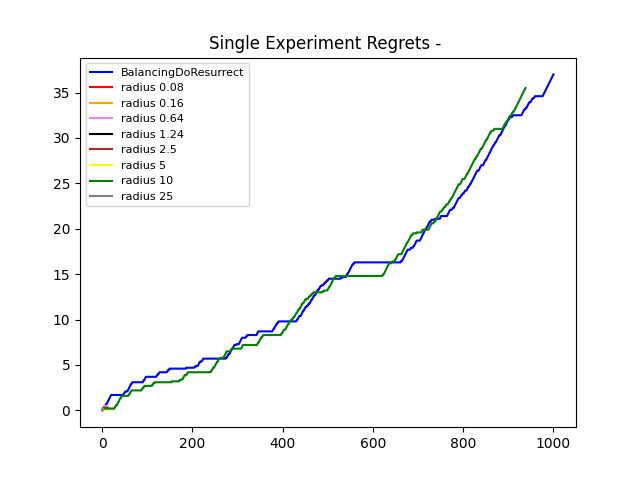 Single Experiment Regrets -
BalancingDoResurrect
radius 0.08
radius 0.16
radius 0.64
radius 1.24
radius 2.5
radius 5
radius 10
radius 25
35
30
25
20
15
10
5
0
0 200 400 600 800 1000